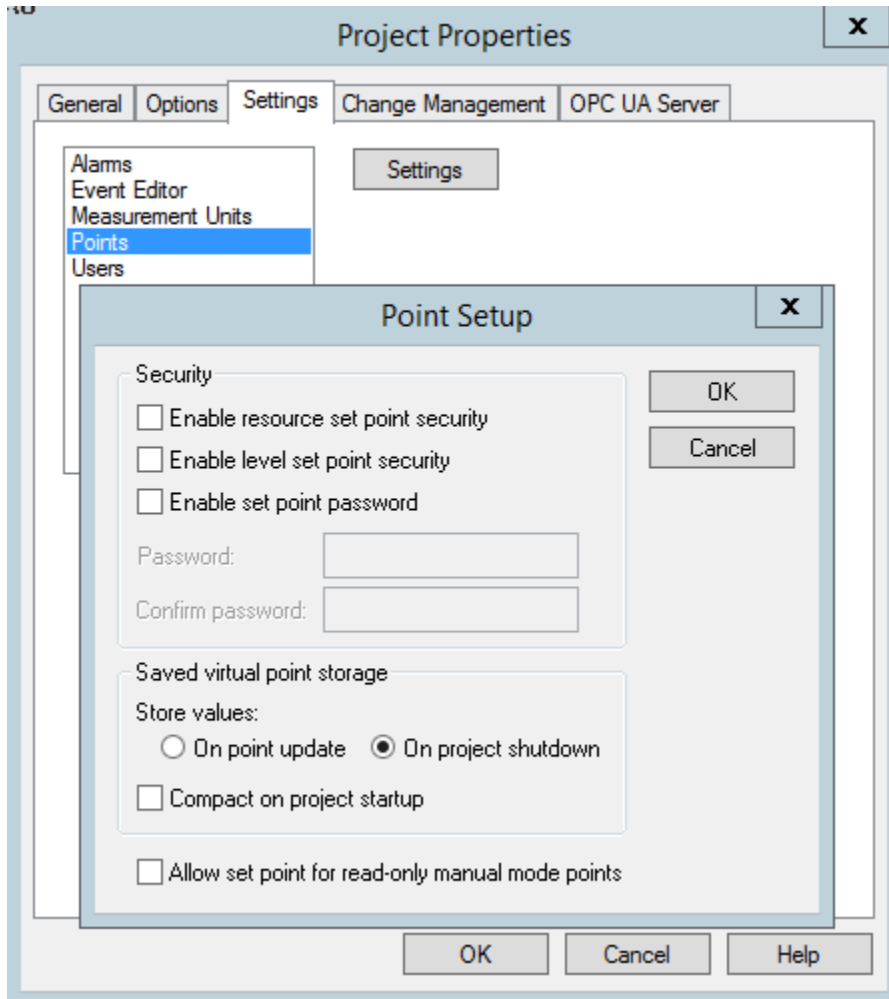 Project Properties
x
General Options Settings Change Management OPC UA Server
Alarms
Event Editor
Measurement Units
Points
Users
Settings
Point Setup
x
Security
Enable resource set point security
Enable level set point security
Enable set point password
Password:
Confirm password:
OK
Cancel
Saved virtual point storage
Store values:
On point update On project shutdown
Compact on project startup
Allow set point for read-only manual mode points
OK Cancel Help